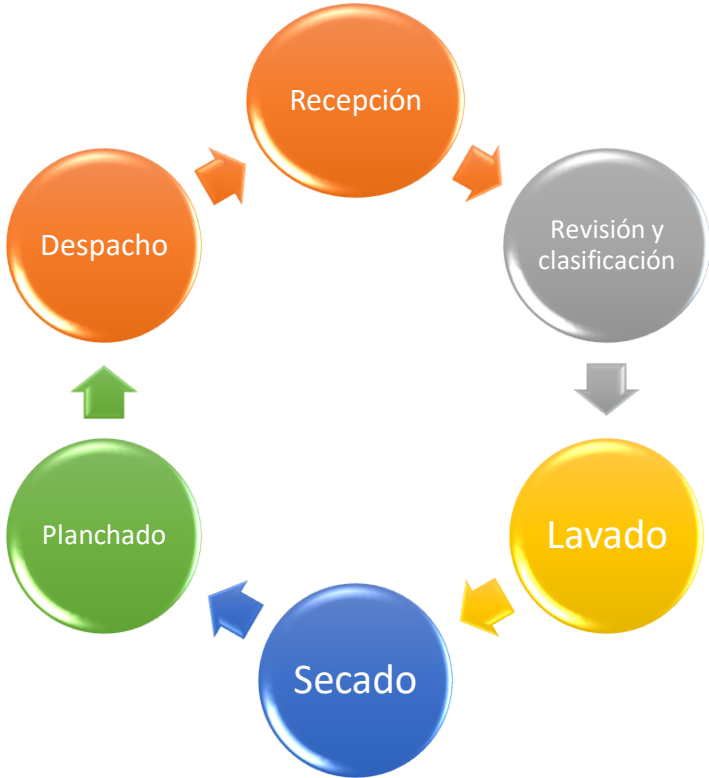 Recepción
Revisión y
clasificación
Lavado
Secado
Planchado
Despacho